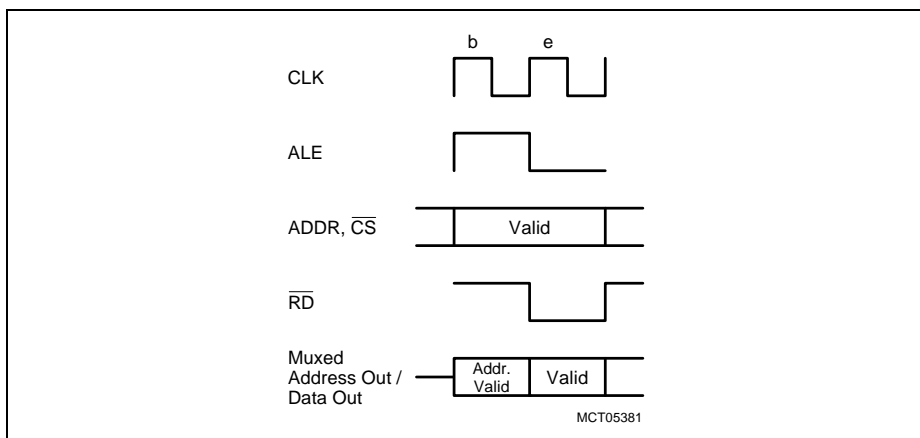 b e
CLK
ALE
ADDR, CS
Valid
RD
Muxed
Address Out /
Data Out
Addr.
Valid
Valid
MCT05381